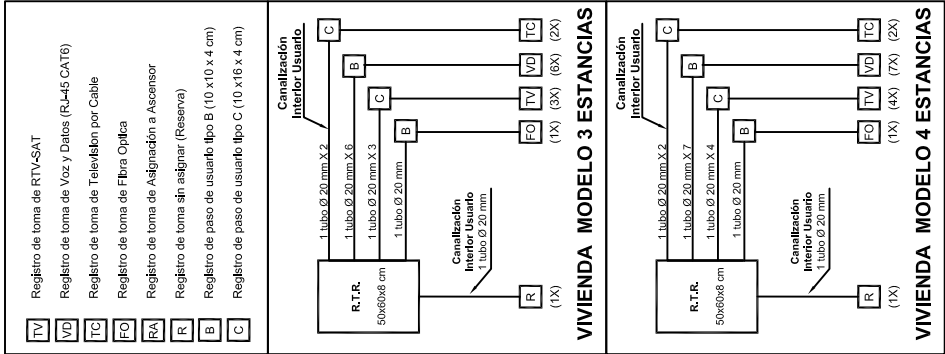 TV Registro de toma de RTV-SAT
VD Registro de toma de Voz y Datos (RJ-45 CAT6)
TC Registro de toma de Television por Cable
FO Registro de toma de Fibra Optica
RA Registro de toma de Asignación a Ascensor
R Registro de toma sin asignar (Reserva)
B Registro de paso de usuario tipo B (10 x10 x 4 cm)
C Registro de paso de usuario tipo C (10 x16 x 4 cm)
Canalización
Interior Usuario
1 tubo Ø 20 mm X 2
1 tubo Ø 20 mm X 6
1 tubo Ø 20 mm X 3
1 tubo Ø 20 mm
C
B
C
B
R.T.R.
50x60x8 cm
Canalización
Interior Usuario
1 tubo Ø 20 mm
R
(1X)
FO
(1X)
TV
(3X)
VD
(6X)
TC
(2X)
VIVIENDA MODELO 3 ESTANCIAS
Canalización
Interior Usuario
1 tubo Ø 20 mm X 2
1 tubo Ø 20 mm X 7
1 tubo Ø 20 mm X 4
1 tubo Ø 20 mm
C
B
C
B
R.T.R.
50x60x8 cm
Canalización
Interior Usuario
1 tubo Ø 20 mm
R
(1X)
FO
(1X)
TV
(4X)
VD
(7X)
TC
(2X)
VIVIENDA MODELO 4 ESTANCIAS